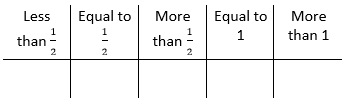 Less than 1/2 | Equal to 1/2 | More than 1/2 | Equal to 1 | More than 1